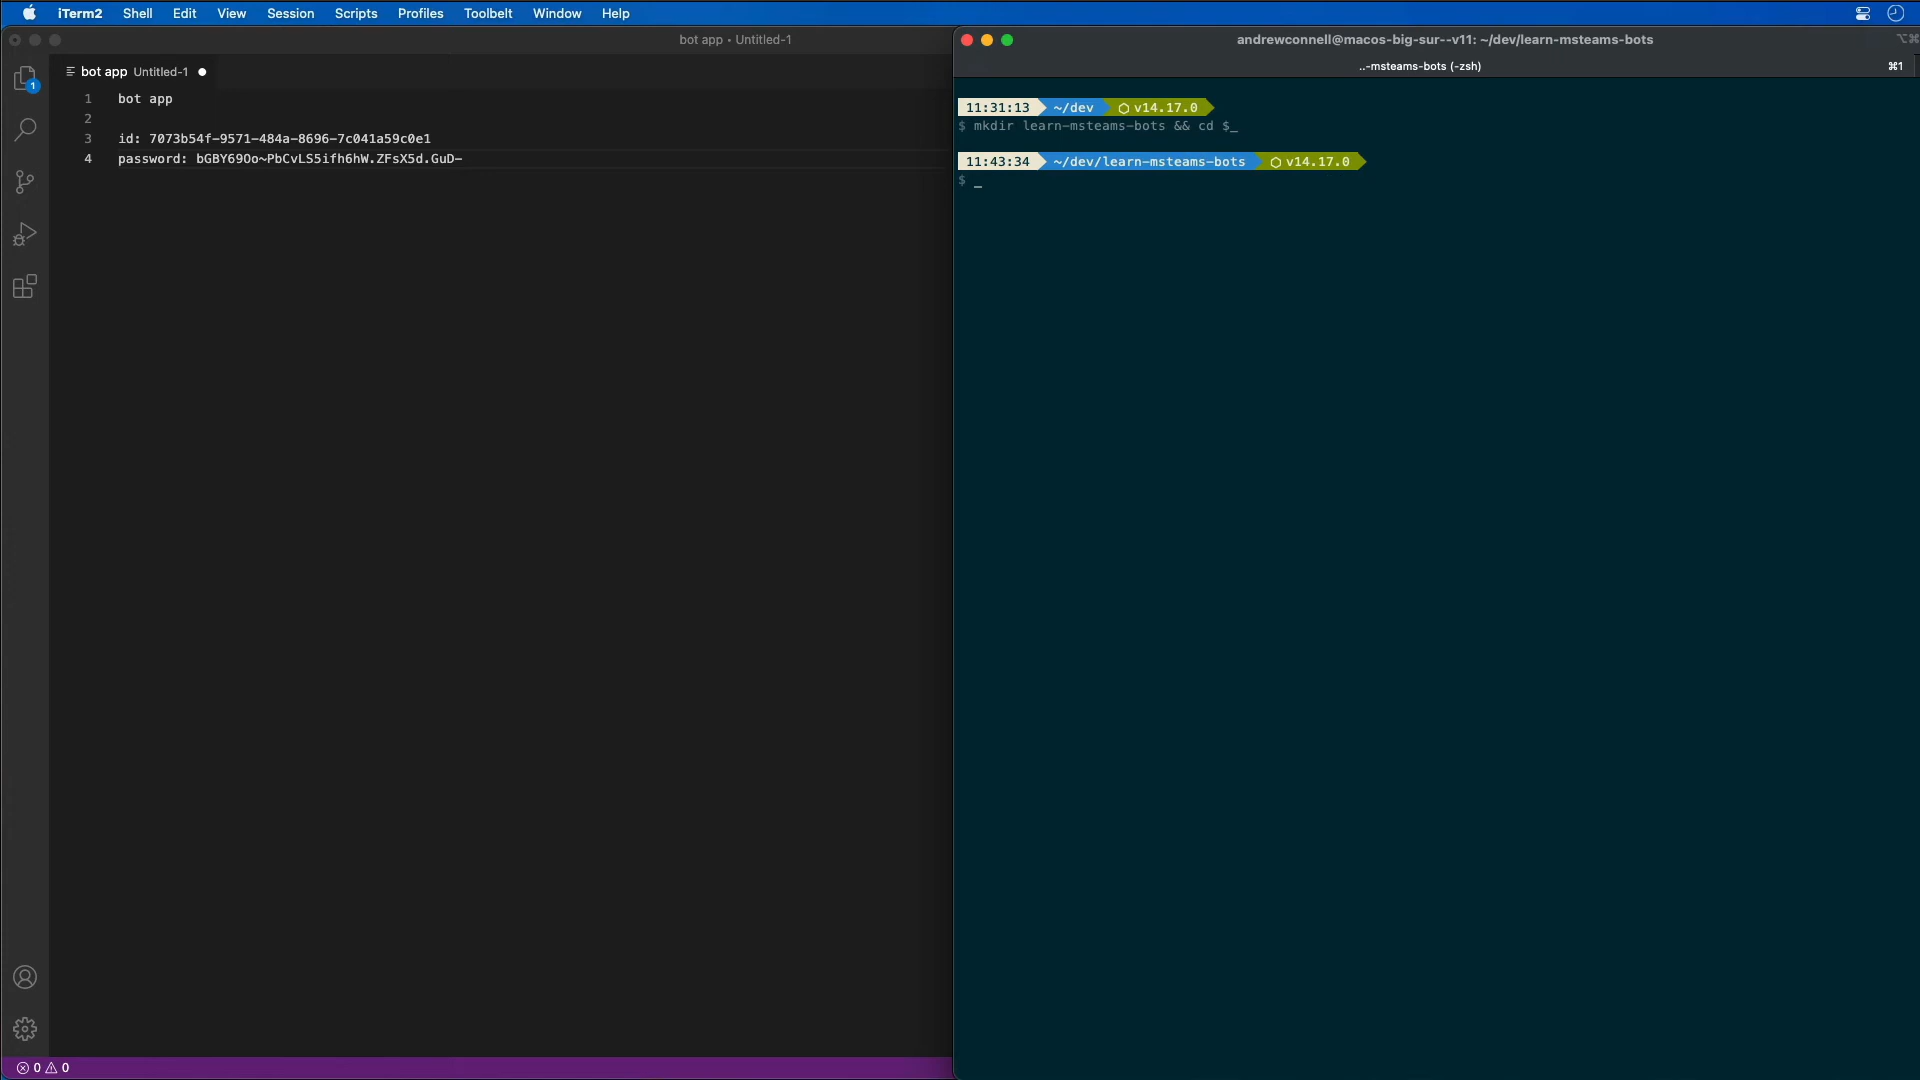 iTerm2 Shell Edit View Session Scripts Profiles Toolbelt Window Help
bot app • Untitled-1
bot app Untitled-1 ●
1
1 bot app
2
3 id: 7073b54f-9571-484a-8696-7c041a59c0e1
4 password: bGBY69Oo~PbCvLS5ifh6hW.ZFsX5d.GuD-
0 0
andrewconnell@macos-big-sur--v11: ~/dev/learn-msteams-bots ⌥⌘
..-msteams-bots (-zsh) ⌘1
11:31:13 ~/dev v14.17.0
$ mkdir learn-msteams-bots && cd $_
11:43:34 ~/dev/learn-msteams-bots v14.17.0
$ _